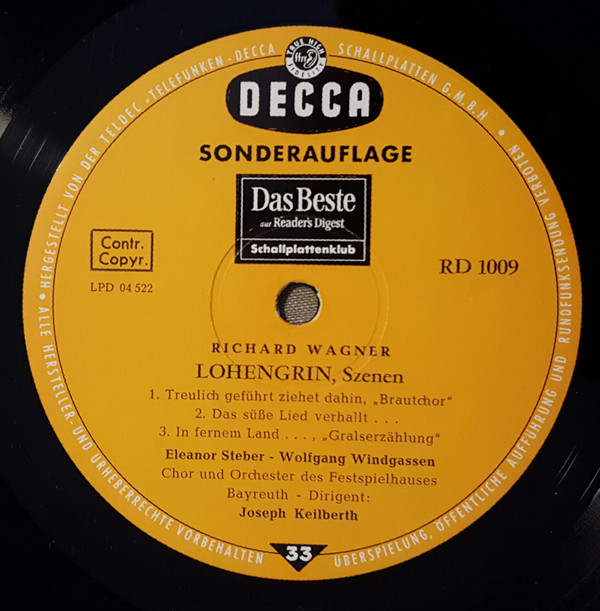 HERGESTELLT VON DER TELDEC „TELEFUNKEN-DECCA SCHALLPLATTEN G.M.B.H.
TRUE HIGH
ffrr
FIDELITY
DECCA
SONDERAUFLAGE
Das Beste
aus Reader's Digest
Schallplattenklub
Contr.
Copyr.
LPD 04 522
RD 1009
RICHARD WAGNER
LOHENGRIN, Szenen
1. Treulich geführt ziehet dahin, „Brautchor"
2. Das süße Lied verhallt . . .
3. In fernem Land . . . , „Gralserzählung"
Eleanor Steber - Wolfgang Windgassen
Chor und Orchester des Festspielhauses
Bayreuth - Dirigent:
Joseph Keilberth
33
ALLE HERSTELLER- UND URHEBERRECHTE VORBEHALTEN
ÜBERSPIELUNG, ÖFFENTLICHE AUFFÜHRUNG UND RUNDFUNKSENDUNG VERBOTEN